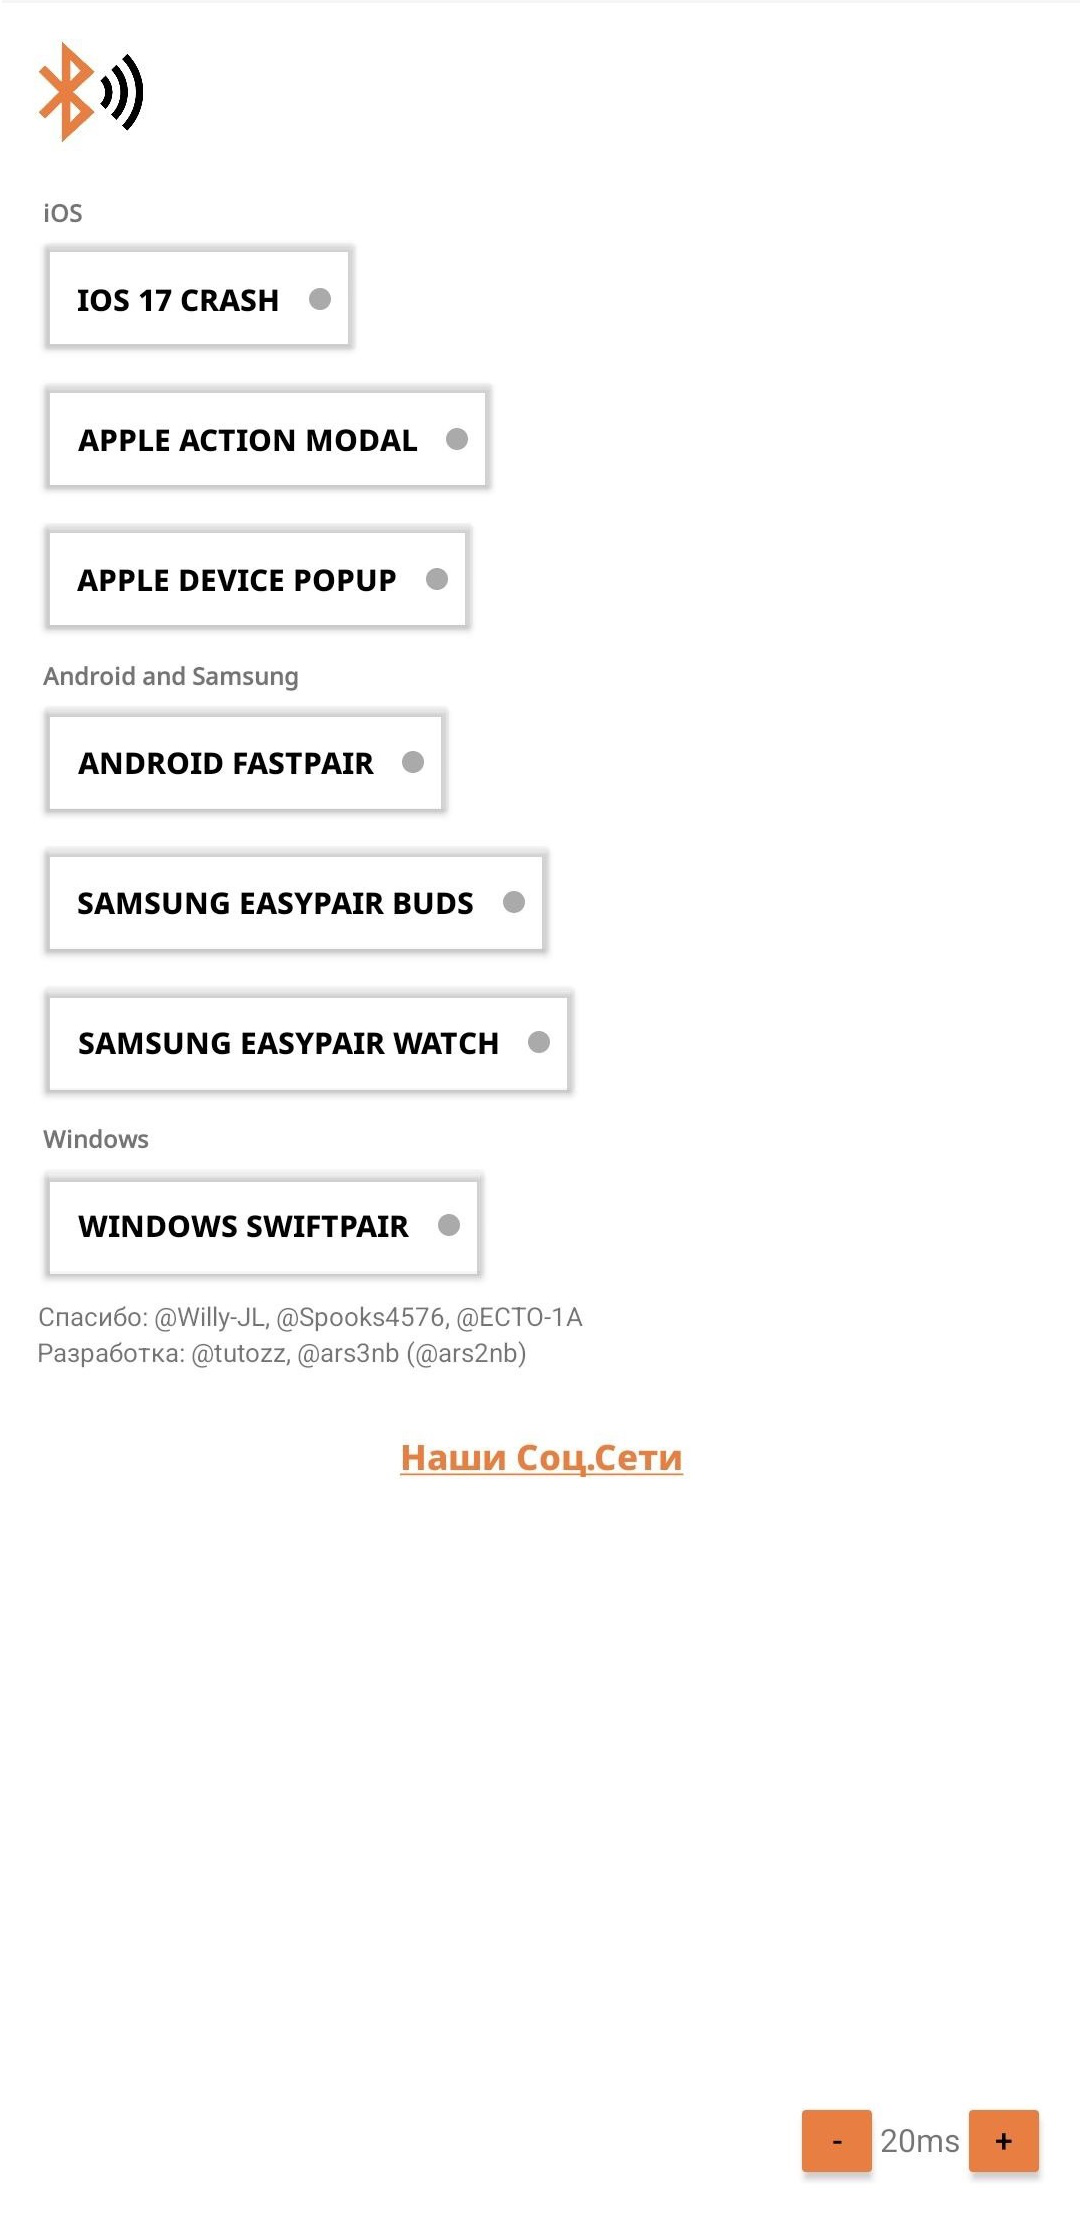 iOS
IOS 17 CRASH
APPLE ACTION MODAL
APPLE DEVICE POPUP
Android and Samsung
ANDROID FASTPAIR
SAMSUNG EASYPAIR BUDS
SAMSUNG EASYPAIR WATCH
Windows
WINDOWS SWIFTPAIR
Спасибо: @Willy-JL, @Spooks4576, @ECTO-1A
Разработка: @tutozz, @ars3nb (@ars2nb)
Наши Соц.Сети
- 20ms +